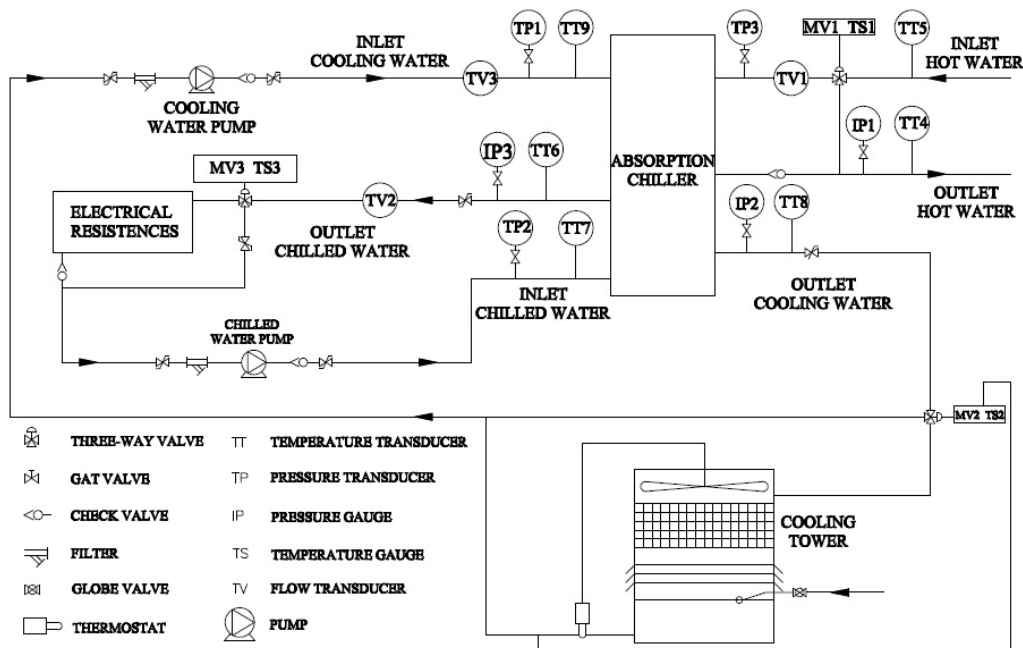 TP1
TT9
TP3
MV1 TS1
TT5
INLET
COOLING WATER
INLET
HOT WATER
TV3
TV1
COOLING
WATER PUMP
IP1
TT4
MV3 TS3
IP3
TT6
ABSORPTION
CHILLER
ELECTRICAL
RESISTENCES
TV2
OUTLET
HOT WATER
IP2
TT8
OUTLET
CHILLED WATER
TP2
TT7
INLET
CHILLED WATER
OUTLET
COOLING WATER
CHILLED
WATER PUMP
MV2 TS2
THREE-WAY VALVE
TT TEMPERATURE TRANSDUCER
GAT VALVE
TP PRESSURE TRANSDUCER
CHECK VALVE
IP PRESSURE GAUGE
FILTER
TS TEMPERATURE GAUGE
GLOBE VALVE
TV FLOW TRANSDUCER
THERMOSTAT
PUMP
COOLING
TOWER